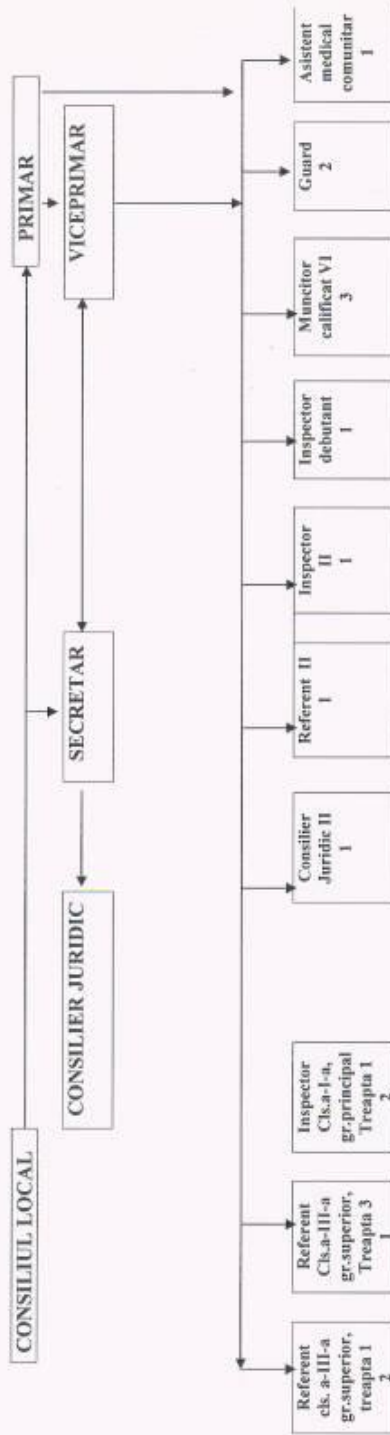 CONSILIUL LOCAL
PRIMAR
CONSILIER JURIDIC
SECRETAR
VICEPRIMAR
Referent
cls. a-III-a
gr.superior,
treapta 1
2
Referent
Cls.a-III-a
gr.superior,
Treapta 3
1
Inspector
Cls.a-I-a,
gr.principal
Treapta 1
2
Consilier
Juridic II
1
Referent II
1
Inspector
II
1
Inspector
debutant
1
Muncitor
calificat VI
3
Guard
2
Asistent
medical
comunitar
1